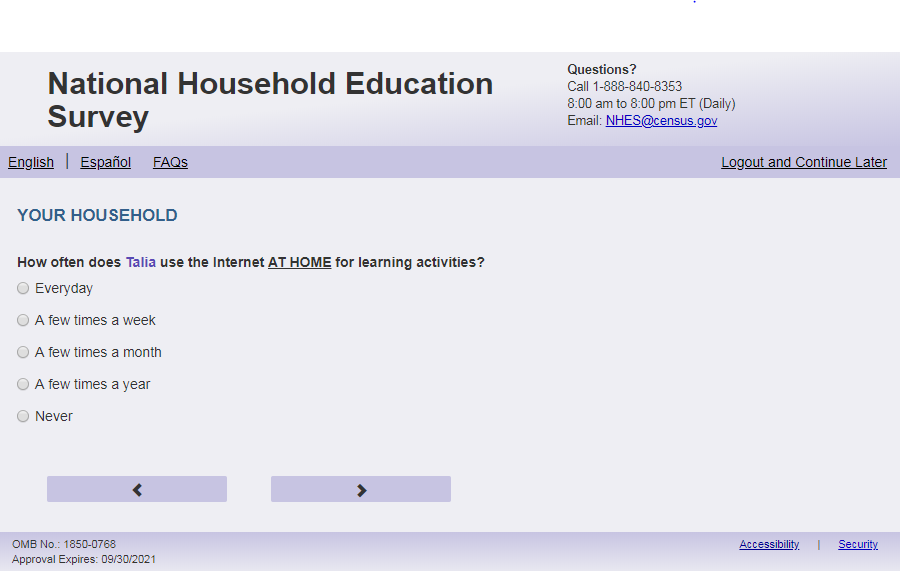 National Household Education
Survey
Questions?
Call 1-888-840-8353
8:00 am to 8:00 pm ET (Daily)
Email: NHES@census.gov
English | Español FAQs
Logout and Continue Later
YOUR HOUSEHOLD
How often does Talia use the Internet AT HOME for learning activities?
Everyday
A few times a week
A few times a month
A few times a year
Never
OMB No.: 1850-0768
Approval Expires: 09/30/2021
Accessibility | Security